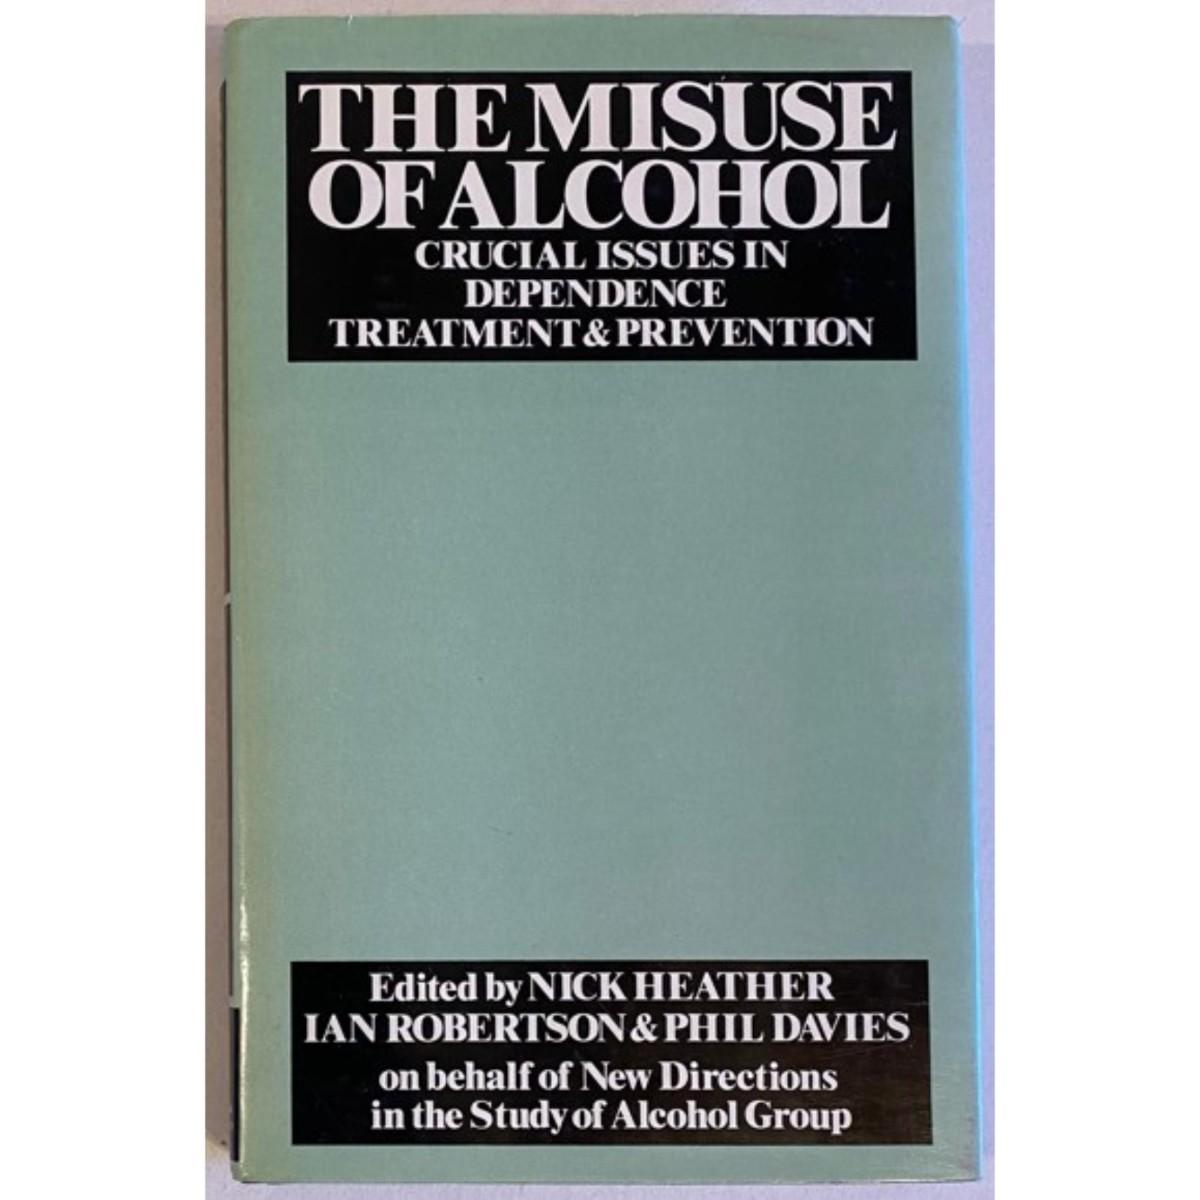 THE MISUSE
OF ALCOHOL
CRUCIAL ISSUES IN
DEPENDENCE
TREATMENT & PREVENTION
Edited by NICK HEATHER
IAN ROBERTSON & PHIL DAVIES
on behalf of New Directions
in the Study of Alcohol Group